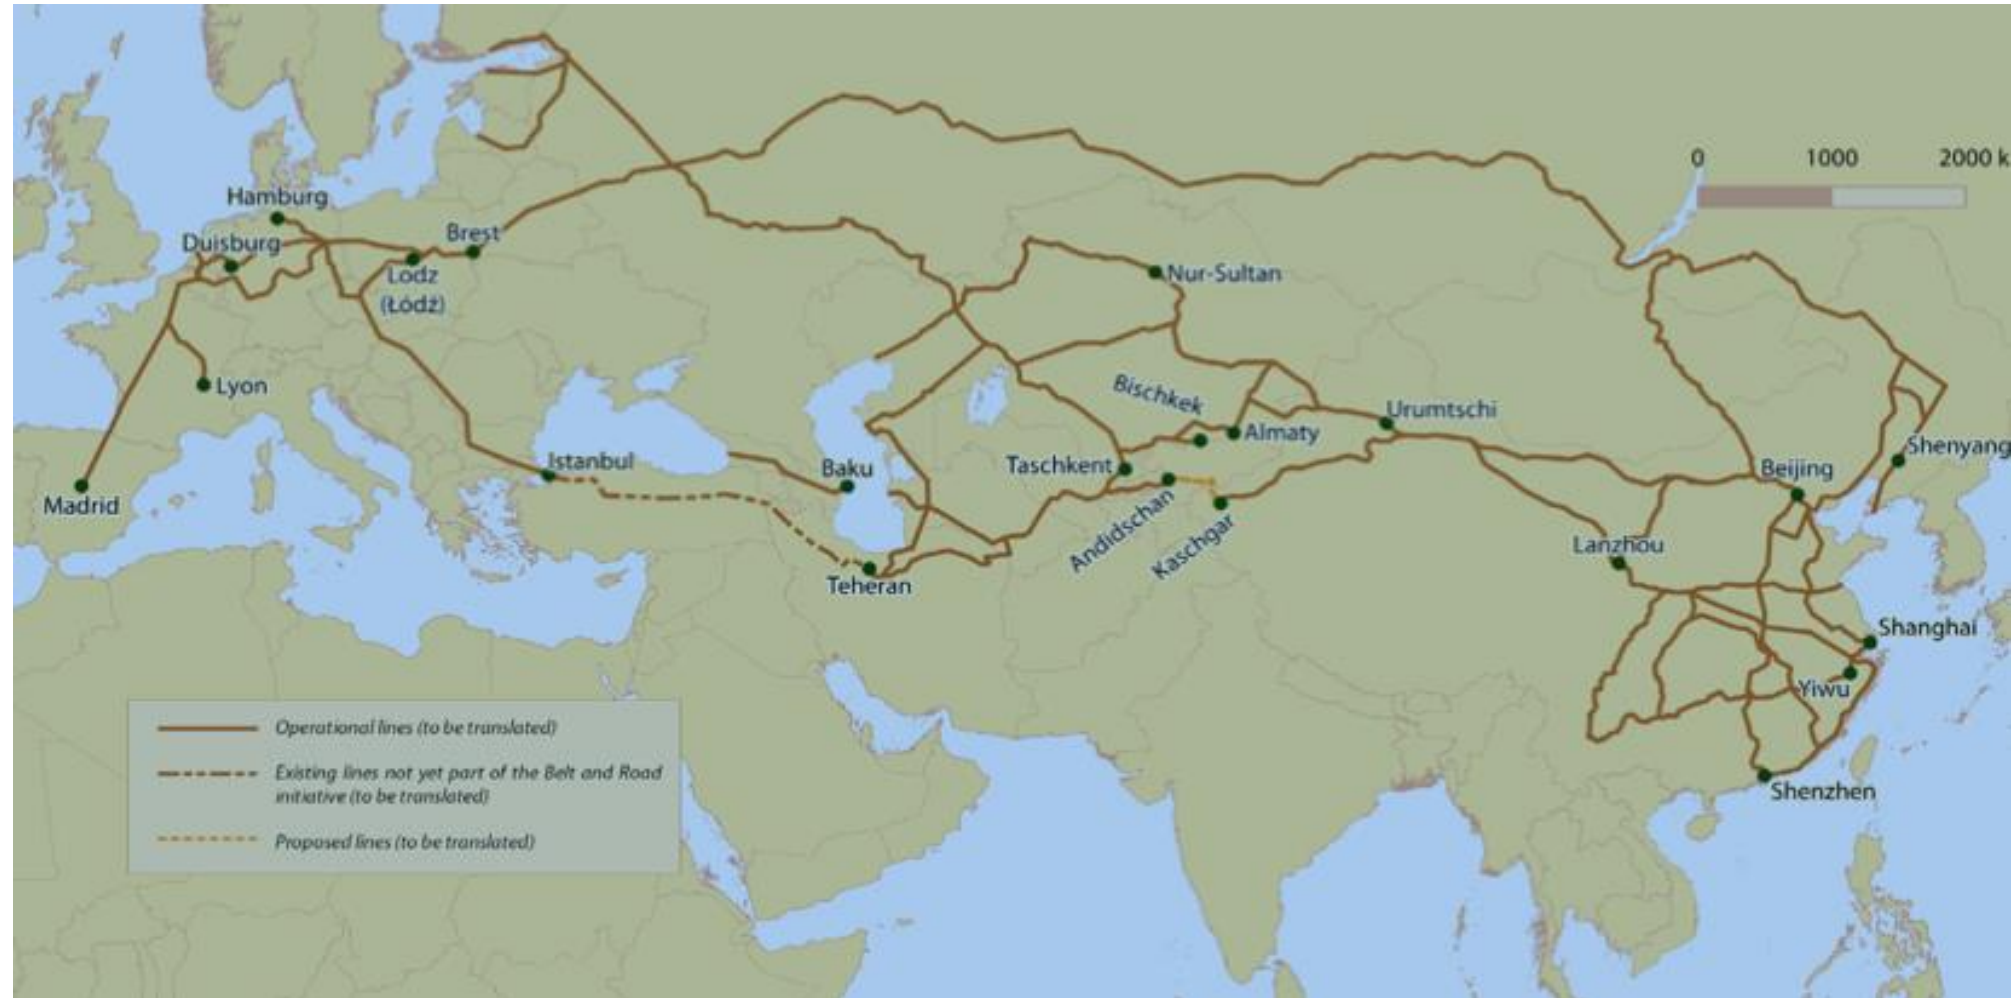 0 1000 2000 k
Hamburg
Duisburg
Brest
Lodz
(Łódź)
Nur-Sultan
Lyon
Bischkek
Urumtschi
Almaty
Shenyang
Istanbul
Baku
Taschkent
Beijing
Madrid
Andidschan
Kaschgar
Lanzhou
Teheran
Shanghai
Yiwu
Shenzhen
Operational lines (to be translated)
Existing lines not yet part of the Belt and Road
initiative (to be translated)
Proposed lines (to be translated)